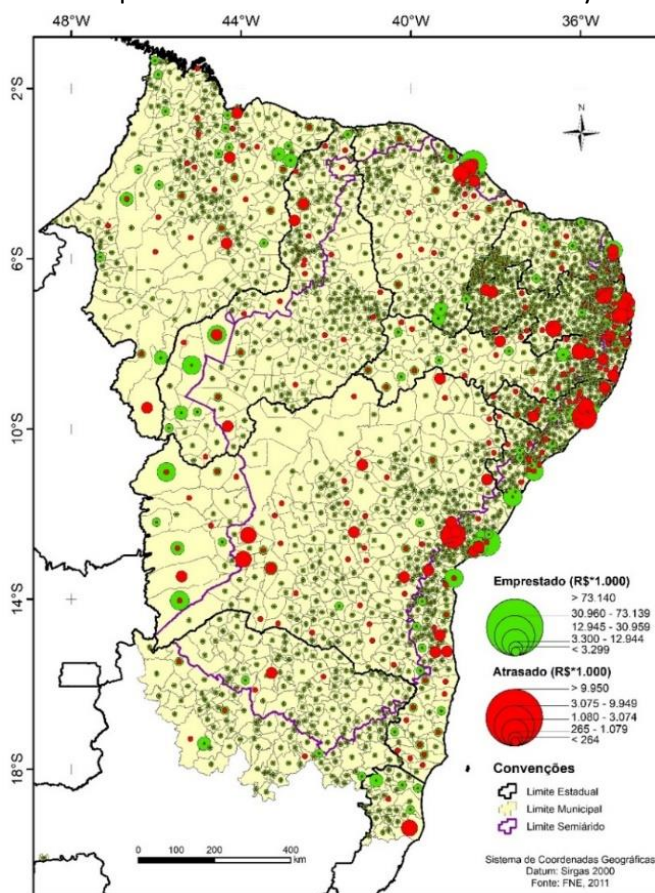 48°W 44°W 40°W 36°W
2°S
N
6°S
10°S
14°S
18°S
Emprestado (R$*1.000)
> 73.140
30.960 - 73.139
12.945 - 30.959
3.300 - 12.944
< 3.299
Atrasado (R$*1.000)
> 9.950
3.075 - 9.949
1.080 - 3.074
265 - 1.079
< 264
Convenções
Limite Estadual
Limite Municipal
Limite Semiárido
0 200 400
km
Sistema de Coordenadas Geográficas
Datum: Sirgas 2000
Fonte: FNE, 2011